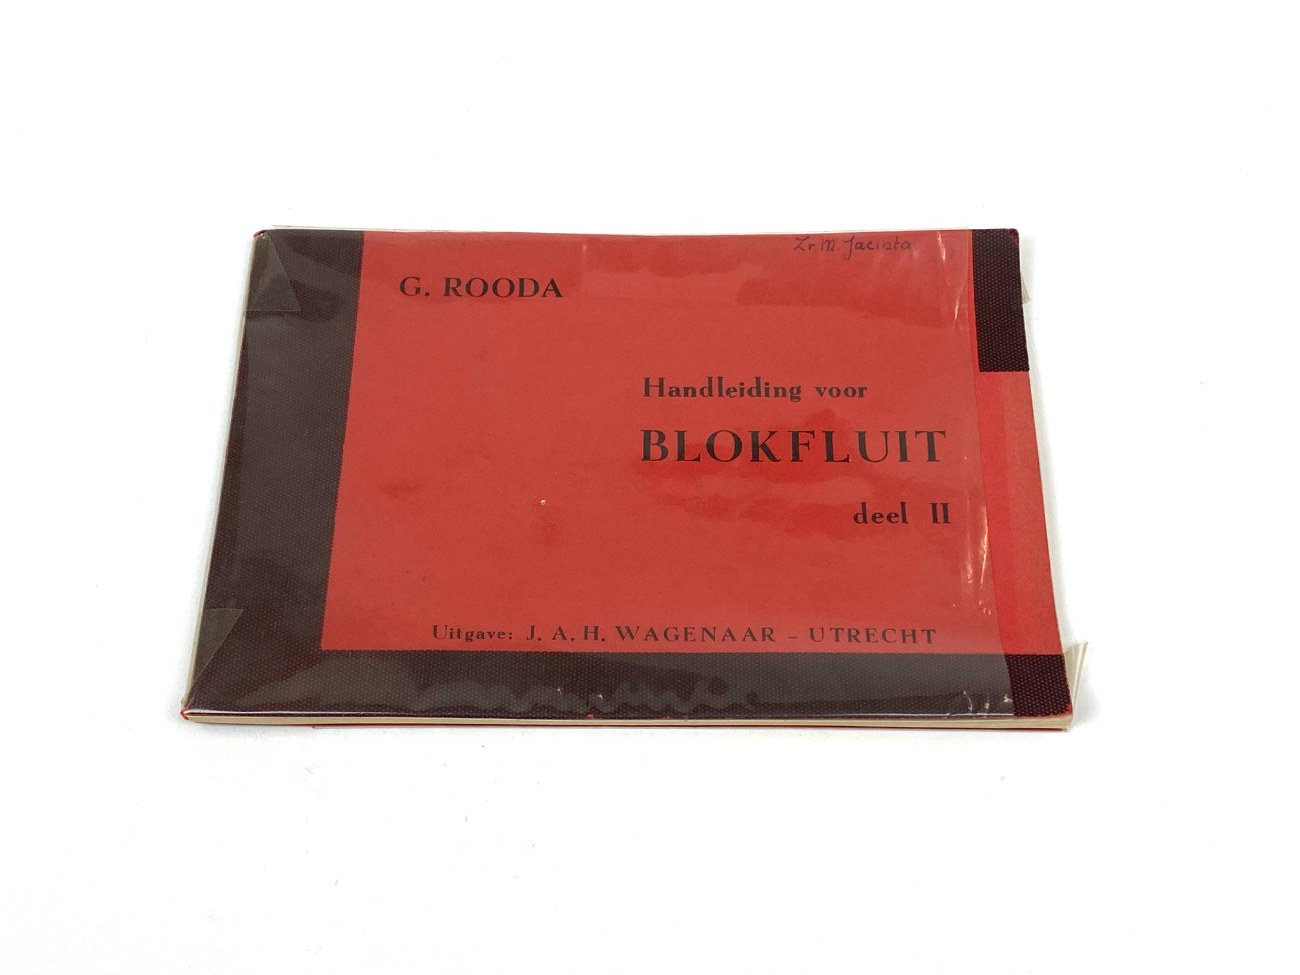 Zr. M. Jacinta
G. ROODA
Handleiding voor
BLOKFLUIT
deel II
Uitgave: J. A. H. WAGENAAR - UTRECHT